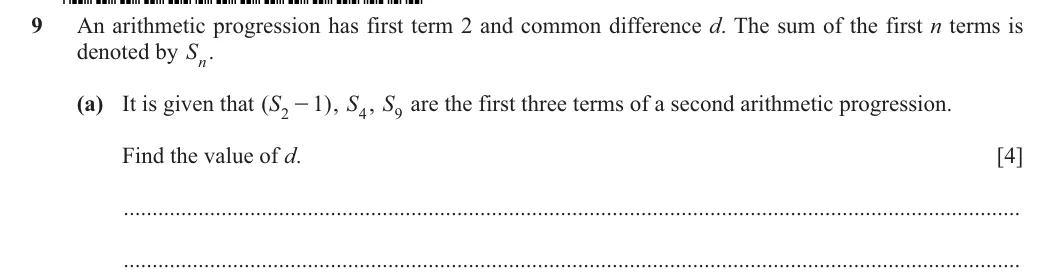 9 An arithmetic progression has first term 2 and common difference d. The sum of the first n terms is
denoted by Sₙ.
(a) It is given that (S₂ − 1), S₄, S₉ are the first three terms of a second arithmetic progression.
Find the value of d. [4]